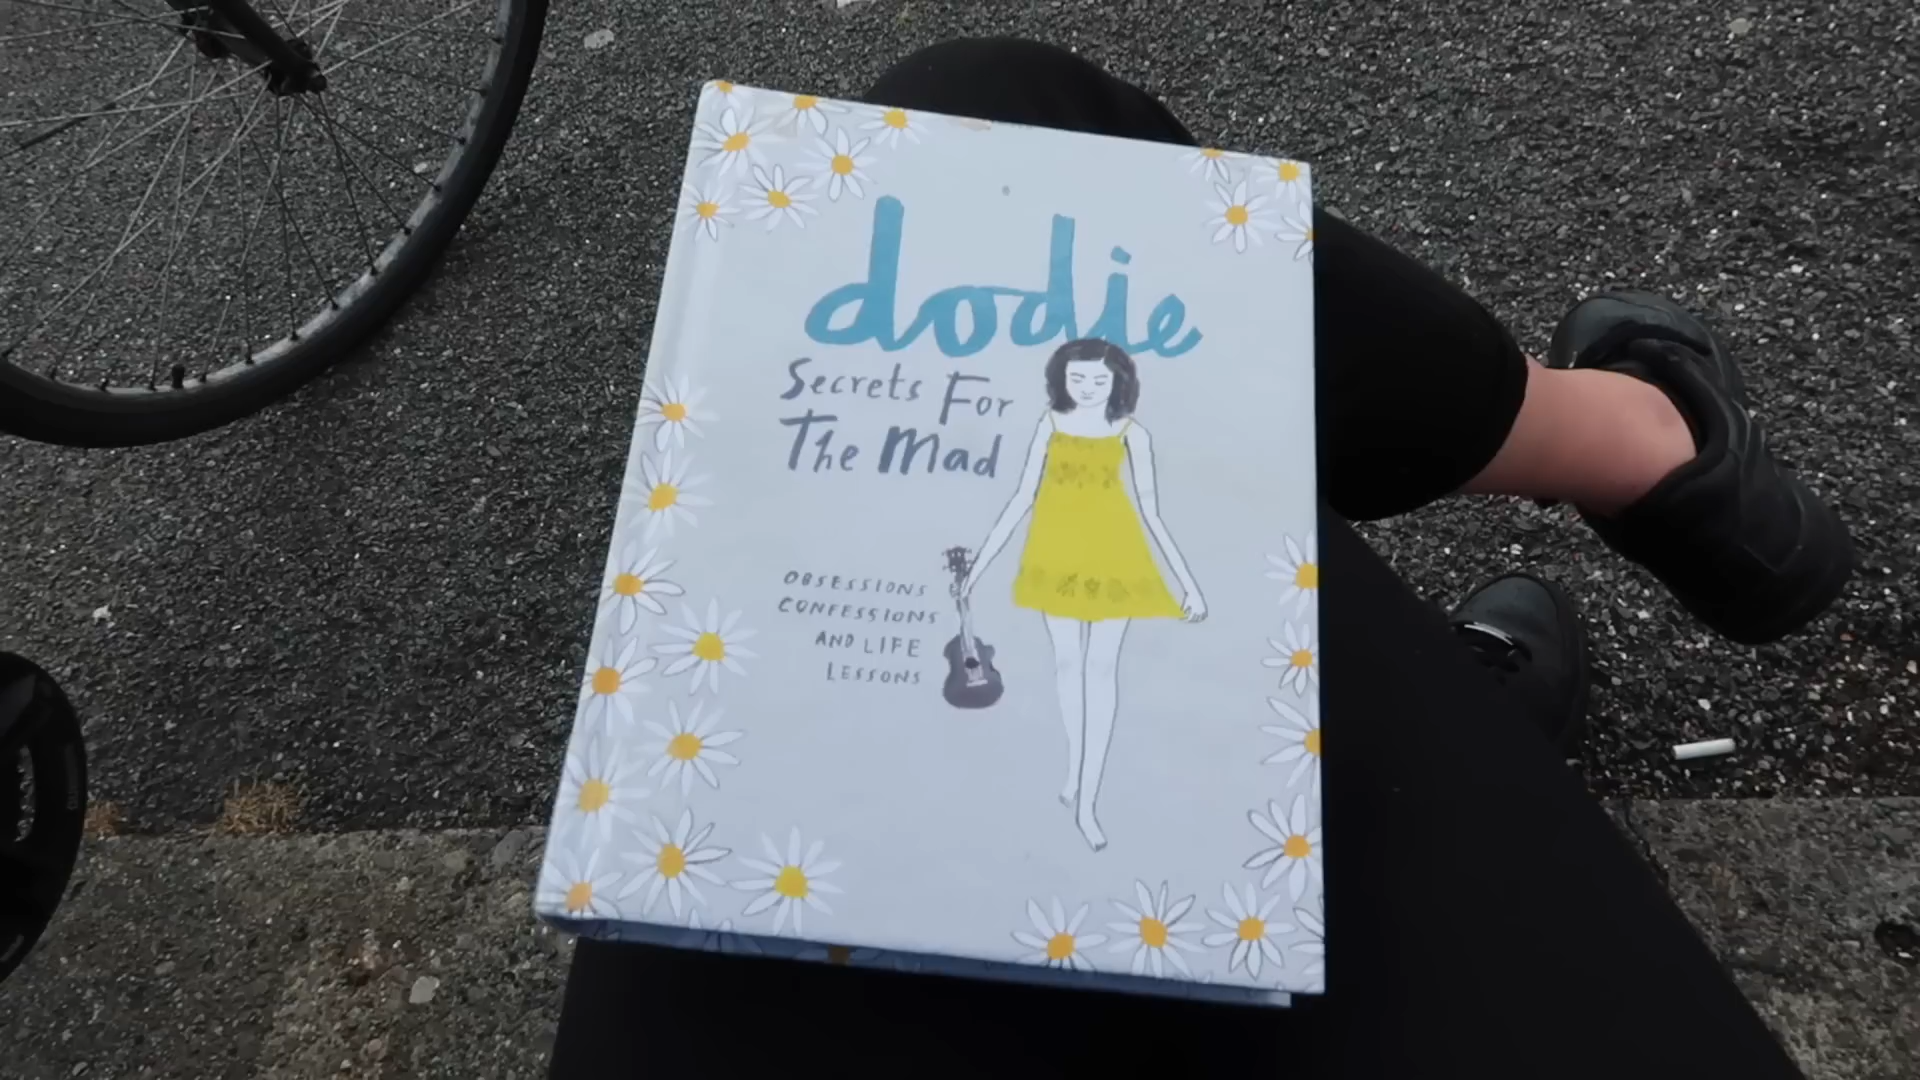 dodie
Secrets For
The Mad
OBSESSIONS
CONFESSIONS
AND LIFE
LESSONS